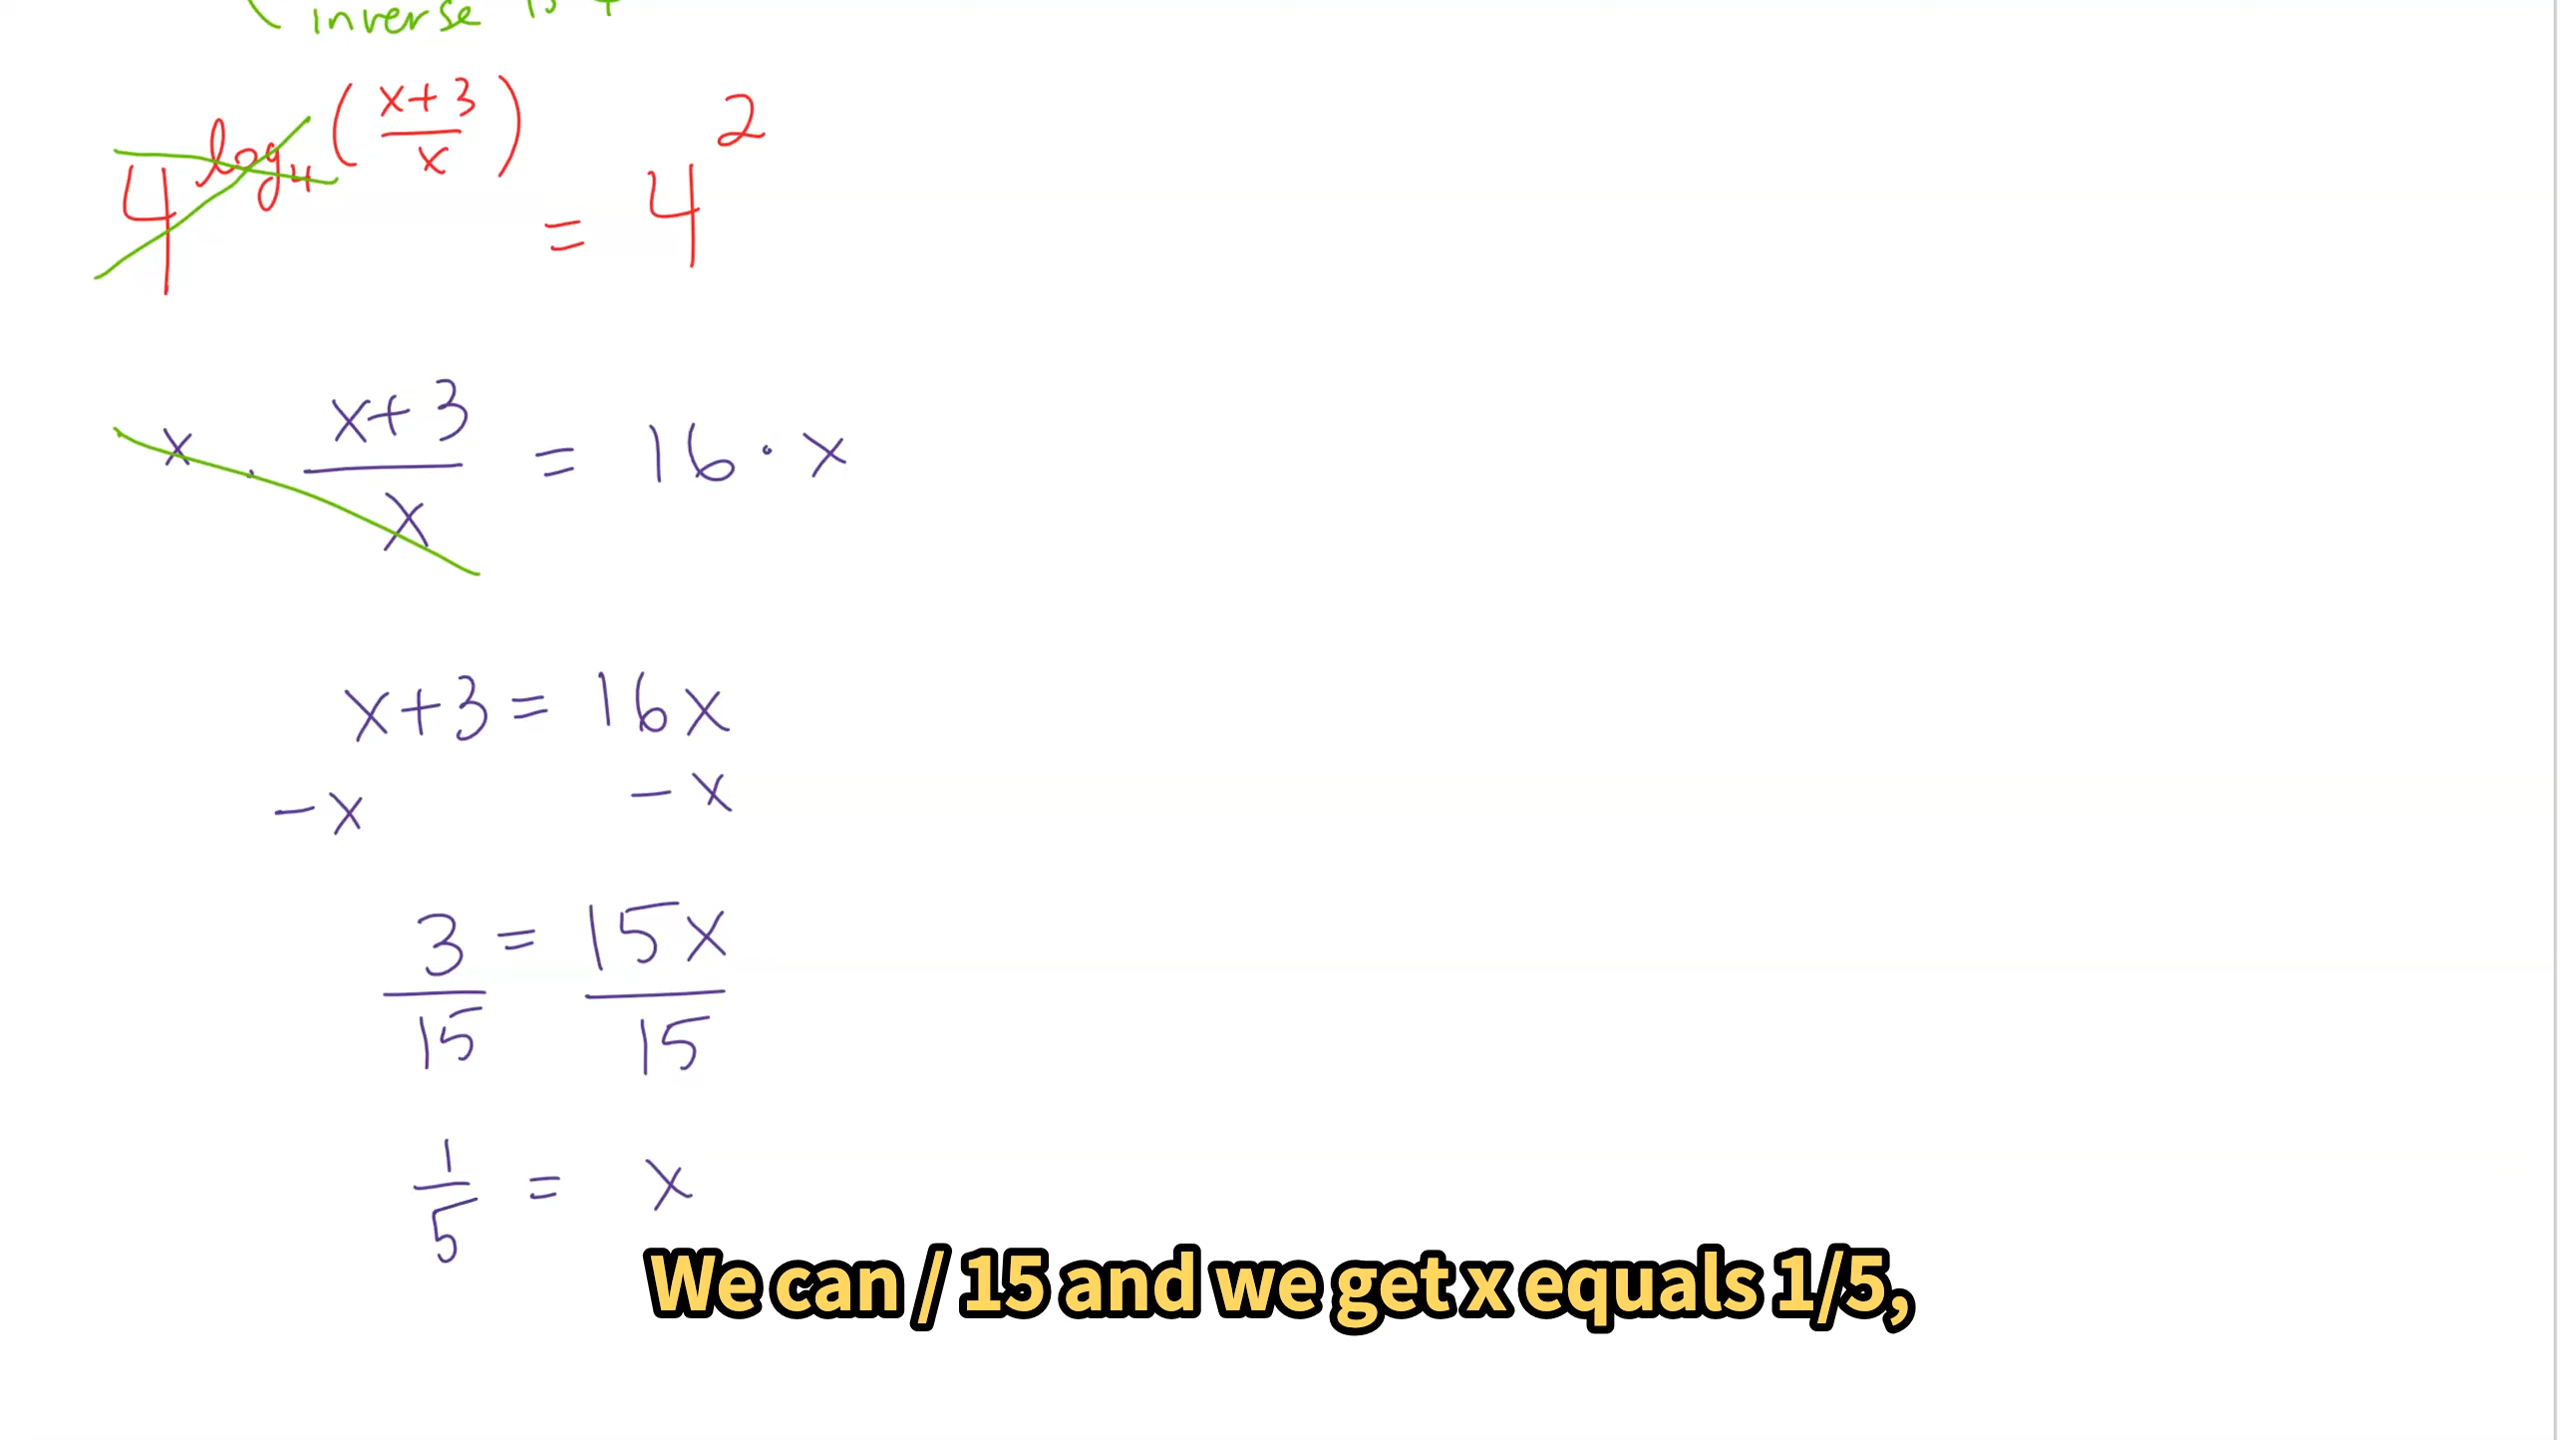 inverse is
4^log₄((x+3)/x) = 4²
x · (x+3)/x = 16 · x
x+3 = 16x
-x -x
3/15 = 15x/15
1/5 = x
We can / 15 and we get x equals 1/5,